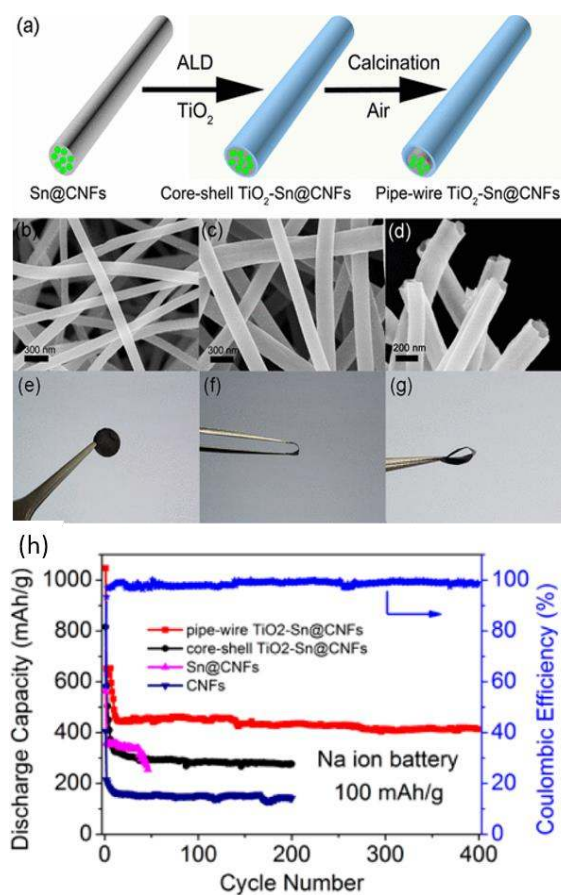 (a)
ALD
TiO2
Calcination
Air
Sn@CNFs
Core-shell TiO2-Sn@CNFs
Pipe-wire TiO2-Sn@CNFs
(b)
300 nm
(c)
300 nm
(d)
200 nm
(e)
(f)
(g)
(h)
Discharge Capacity (mAh/g)
1000
800
600
400
200
0
pipe-wire TiO2-Sn@CNFs
core-shell TiO2-Sn@CNFs
Sn@CNFs
CNFs
Na ion battery
100 mAh/g
100
80
60
40
20
0
Coulombic Efficiency (%)
0 100 200 300 400
Cycle Number